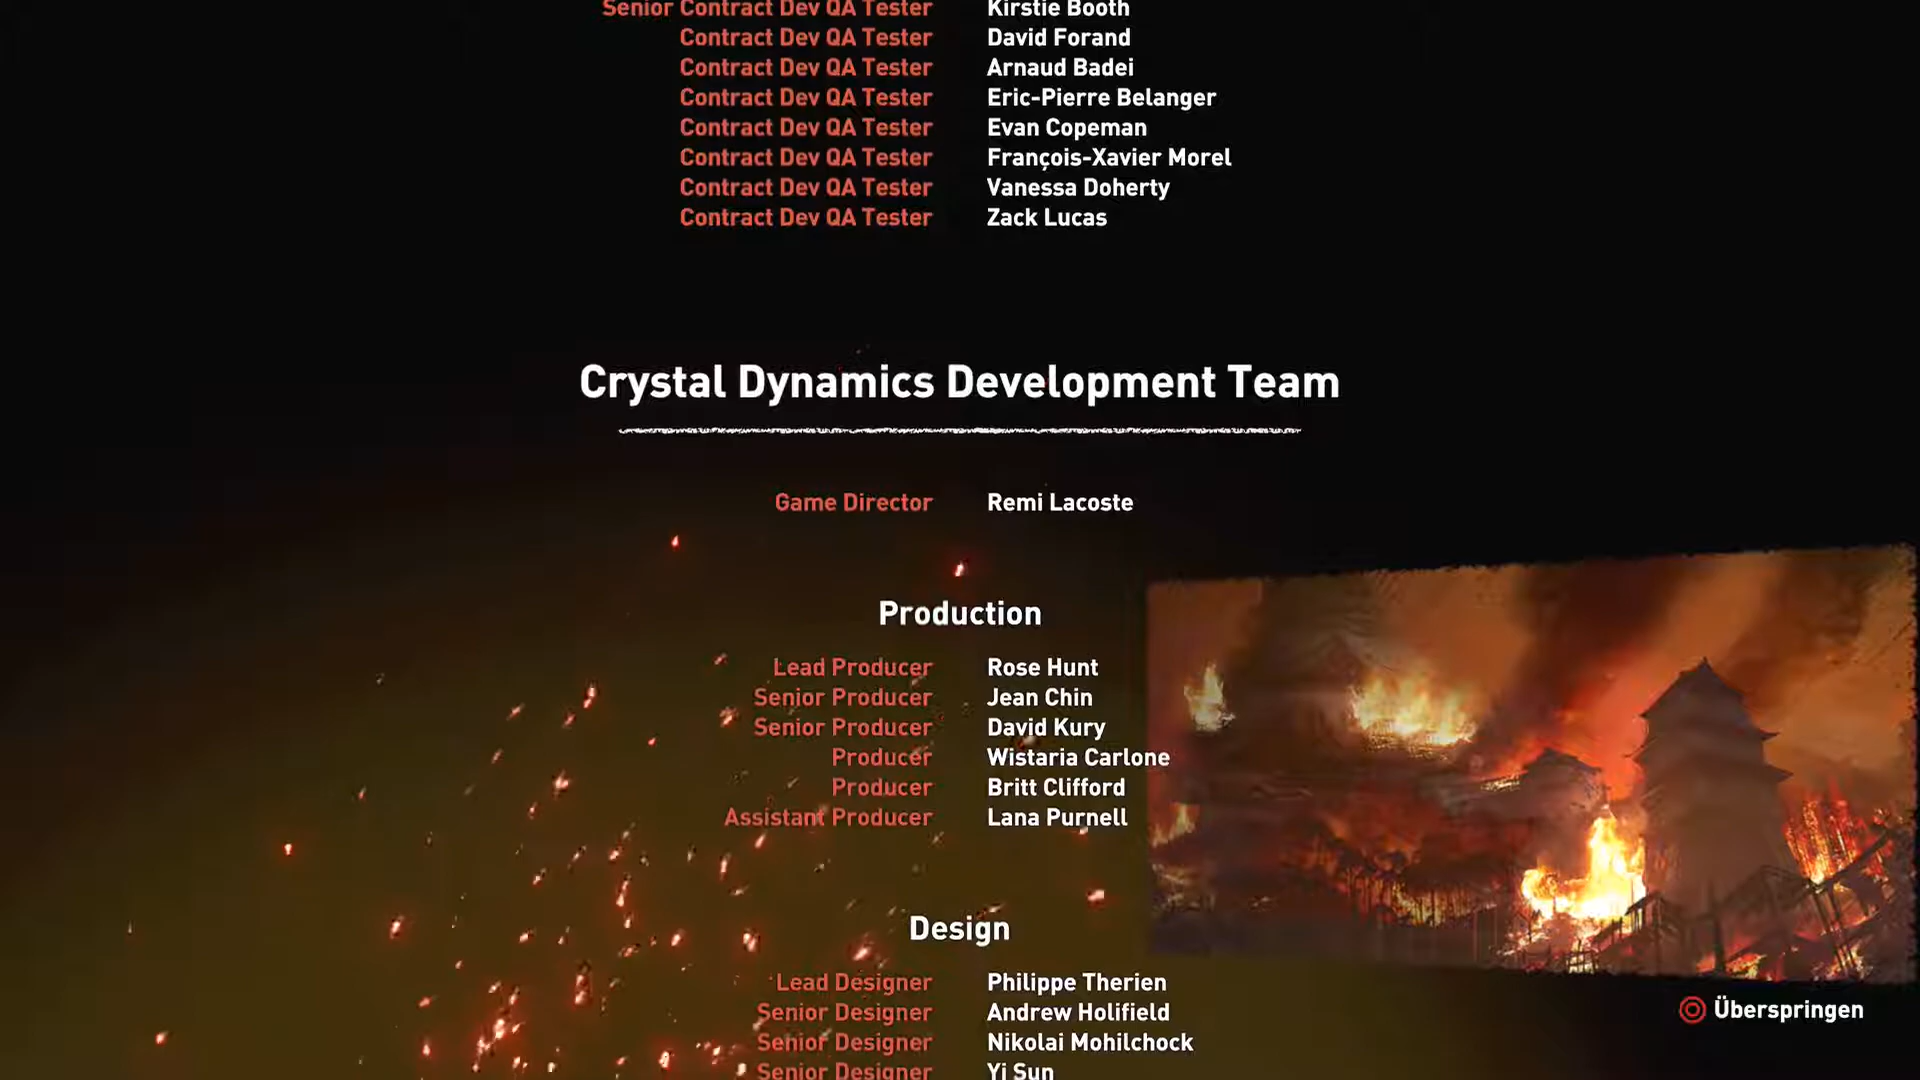 Senior Contract Dev QA Tester Kirstie Booth
Contract Dev QA Tester David Forand
Contract Dev QA Tester Arnaud Badei
Contract Dev QA Tester Eric-Pierre Belanger
Contract Dev QA Tester Evan Copeman
Contract Dev QA Tester François-Xavier Morel
Contract Dev QA Tester Vanessa Doherty
Contract Dev QA Tester Zack Lucas
Crystal Dynamics Development Team
Game Director Remi Lacoste
Production
Lead Producer Rose Hunt
Senior Producer Jean Chin
Senior Producer David Kury
Producer Wistaria Carlone
Producer Britt Clifford
Assistant Producer Lana Purnell
Design
Lead Designer Philippe Therien
Senior Designer Andrew Holifield
Senior Designer Nikolai Mohilchock
Senior Designer Yi Sun
Überspringen